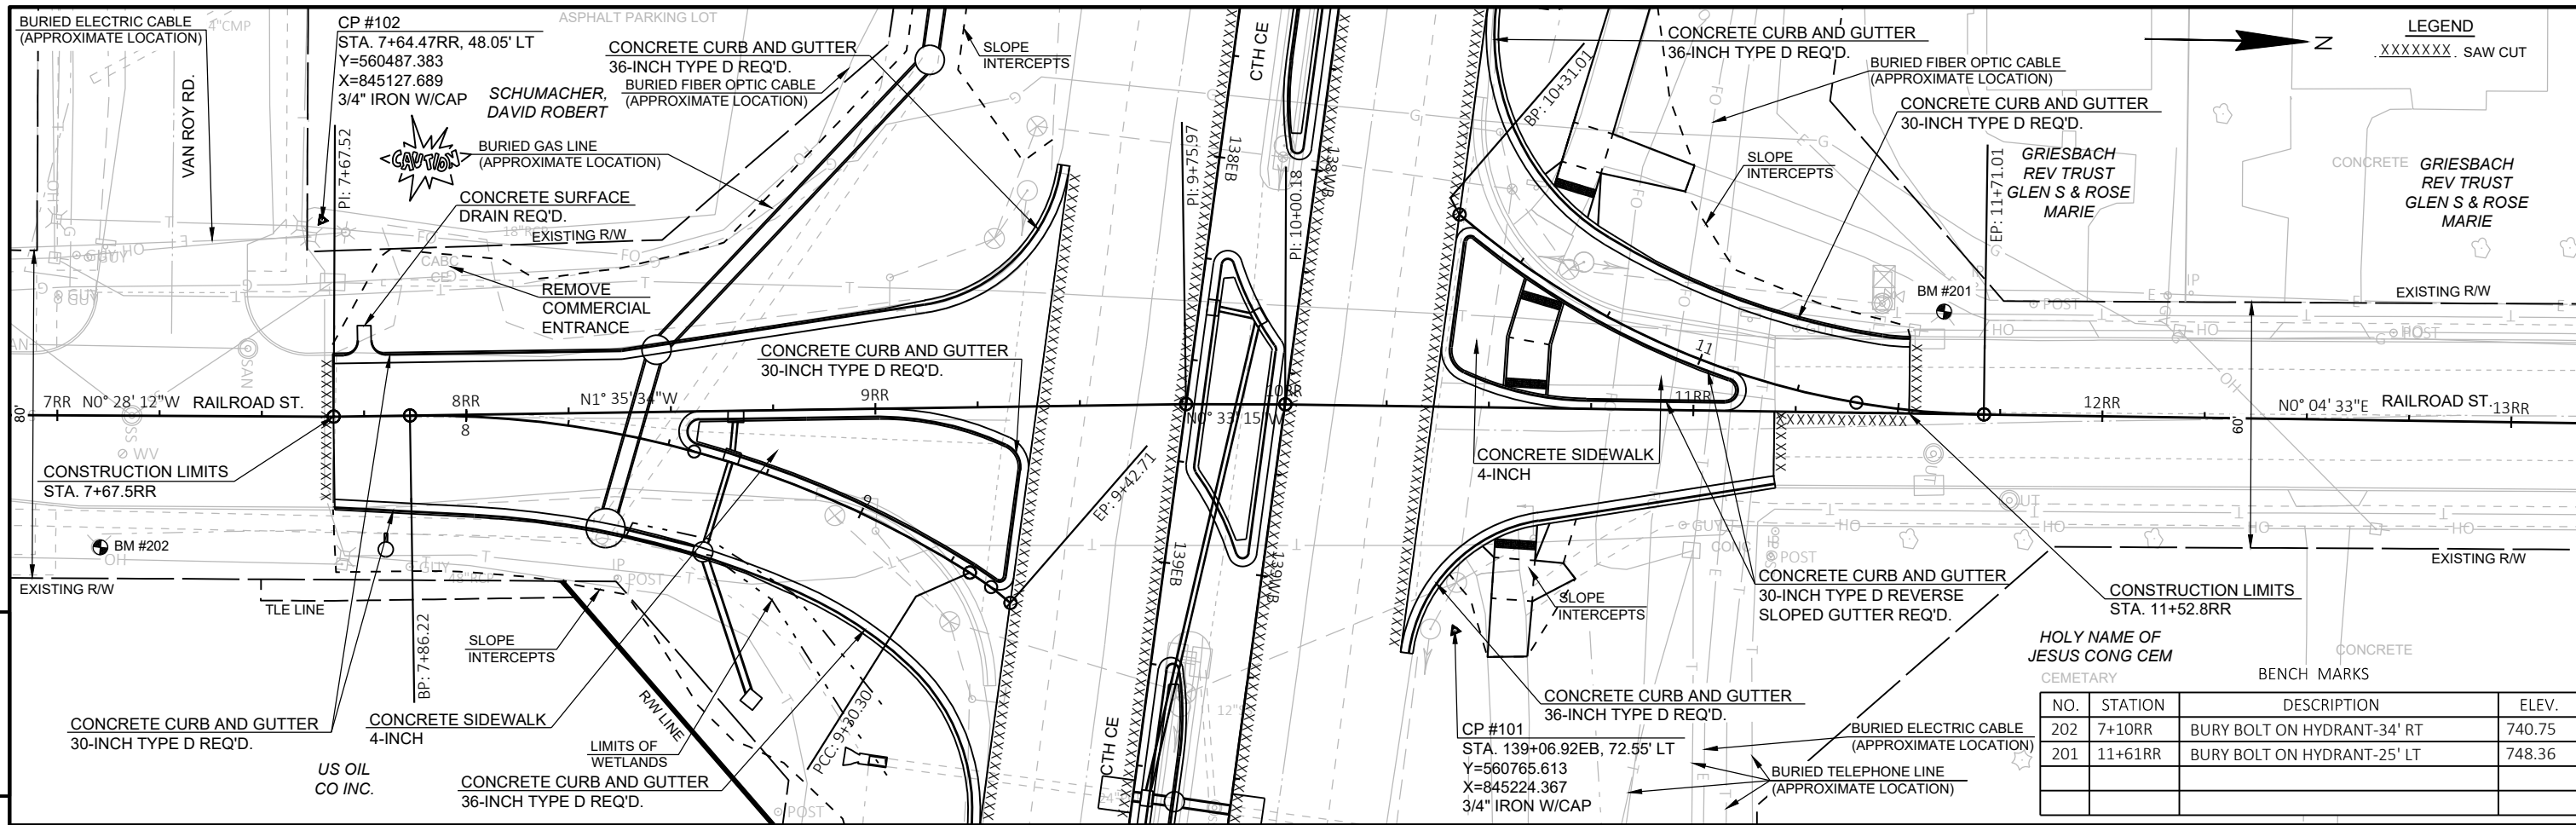 BURIED ELECTRIC CABLE
(APPROXIMATE LOCATION)
4"CMP
VAN ROY RD.
CP #102
STA. 7+64.47RR, 48.05' LT
Y=560487.383
X=845127.689
3/4" IRON W/CAP
ASPHALT PARKING LOT
CONCRETE CURB AND GUTTER
36-INCH TYPE D REQ'D.
BURIED FIBER OPTIC CABLE
(APPROXIMATE LOCATION)
SCHUMACHER,
DAVID ROBERT
SLOPE
INTERCEPTS
PI: 7+67.52
CAUTION
BURIED GAS LINE
(APPROXIMATE LOCATION)
CONCRETE SURFACE
DRAIN REQ'D.
EXISTING R/W
REMOVE
COMMERCIAL
ENTRANCE
CABC
CE
CONCRETE CURB AND GUTTER
30-INCH TYPE D REQ'D.
CTH CE
138EB
138WB
PI: 9+75.97
PI: 10+00.18
BP: 10+31.01
CONCRETE CURB AND GUTTER
36-INCH TYPE D REQ'D.
BURIED FIBER OPTIC CABLE
(APPROXIMATE LOCATION)
CONCRETE CURB AND GUTTER
30-INCH TYPE D REQ'D.
SLOPE
INTERCEPTS
EP: 11+71.01
GRIESBACH
REV TRUST
GLEN S & ROSE
MARIE
CONCRETE
GRIESBACH
REV TRUST
GLEN S & ROSE
MARIE
LEGEND
XXXXXXX SAW CUT
N
BM #201
EXISTING R/W
80'
7RR
N0° 28' 12"W
RAILROAD ST.
8RR
8
N1° 35' 34"W
9RR
9
10RR
N0° 33' 15"W
11
11RR
12RR
60'
N0° 04' 33"E
RAILROAD ST.
13RR
SAN
SS
WV
GUY
POST
CONSTRUCTION LIMITS
STA. 7+67.5RR
BM #202
EXISTING R/W
TLE LINE
BP: 7+86.22
SLOPE
INTERCEPTS
R/W LINE
EP: 9+42.71
PCC: 9+30.30
139EB
139WB
CTH CE
CONCRETE CURB AND GUTTER
30-INCH TYPE D REQ'D.
CONCRETE SIDEWALK
4-INCH
US OIL
CO INC.
LIMITS OF
WETLANDS
CONCRETE CURB AND GUTTER
36-INCH TYPE D REQ'D.
POST
CONCRETE SIDEWALK
4-INCH
SLOPE
INTERCEPTS
CONCRETE CURB AND GUTTER
30-INCH TYPE D REVERSE
SLOPED GUTTER REQ'D.
CONCRETE CURB AND GUTTER
36-INCH TYPE D REQ'D.
CP #101
STA. 139+06.92EB, 72.55' LT
Y=560765.613
X=845224.367
3/4" IRON W/CAP
BURIED ELECTRIC CABLE
(APPROXIMATE LOCATION)
BURIED TELEPHONE LINE
(APPROXIMATE LOCATION)
EXISTING R/W
CONSTRUCTION LIMITS
STA. 11+52.8RR
HOLY NAME OF
JESUS CONG CEM
CEMETARY
CONCRETE
BENCH MARKS
NO. STATION DESCRIPTION ELEV.
202 7+10RR BURY BOLT ON HYDRANT-34' RT 740.75
201 11+61RR BURY BOLT ON HYDRANT-25' LT 748.36